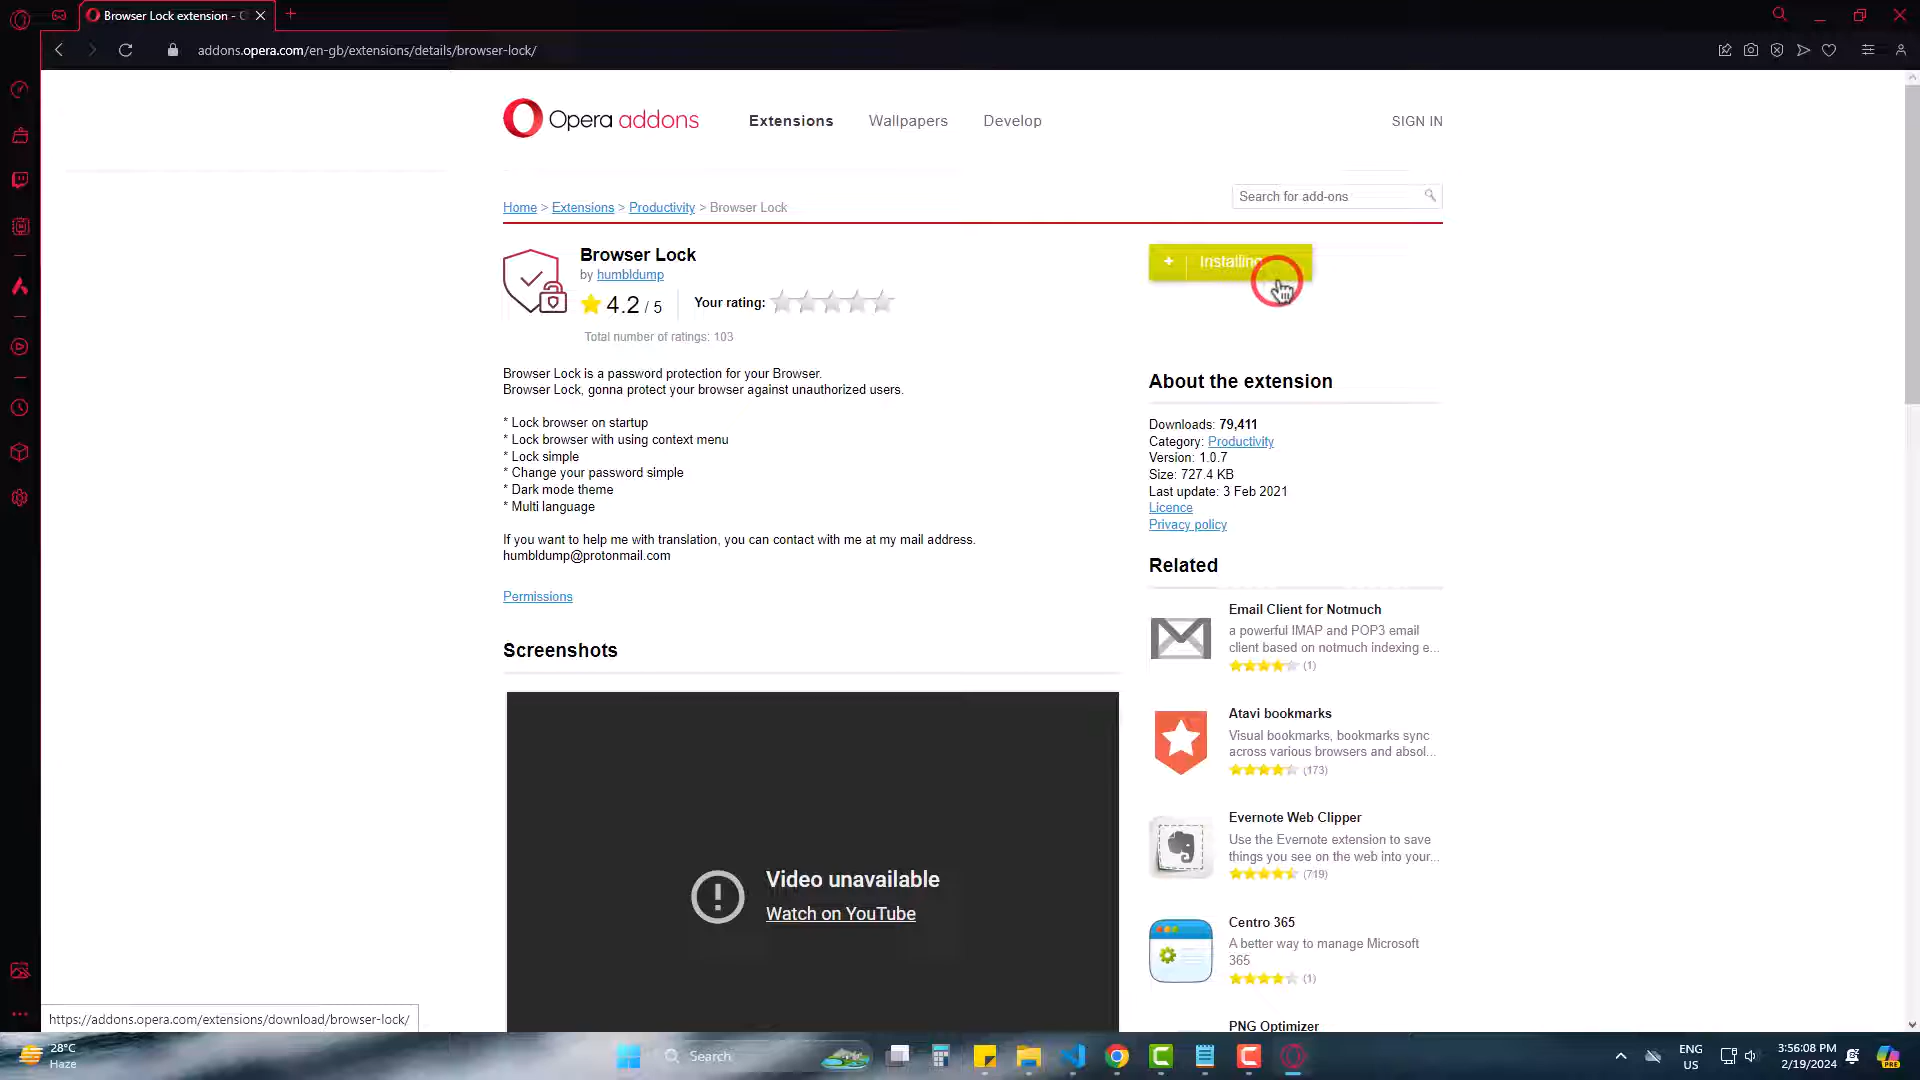 Browser Lock extension -
addons.opera.com/en-gb/extensions/details/browser-lock/
Opera addons
Extensions
Wallpapers
Develop
SIGN IN
Home > Extensions > Productivity > Browser Lock
Search for add-ons
Browser Lock
by humbldump
4.2 / 5
Your rating:
Total number of ratings: 103
+ Installing
Browser Lock is a password protection for your Browser.
Browser Lock, gonna protect your browser against unauthorized users.
* Lock browser on startup
* Lock browser with using context menu
* Lock simple
* Change your password simple
* Dark mode theme
* Multi language
If you want to help me with translation, you can contact with me at my mail address.
humbldump@protonmail.com
Permissions
Screenshots
Video unavailable
Watch on YouTube
About the extension
Downloads: 79,411
Category: Productivity
Version: 1.0.7
Size: 727.4 KB
Last update: 3 Feb 2021
Licence
Privacy policy
Related
Email Client for Notmuch
a powerful IMAP and POP3 email
client based on notmuch indexing e...
(1)
Atavi bookmarks
Visual bookmarks, bookmarks sync
across various browsers and absol...
(173)
Evernote Web Clipper
Use the Evernote extension to save
things you see on the web into your...
(719)
Centro 365
A better way to manage Microsoft
365
(1)
PNG Optimizer
https://addons.opera.com/extensions/download/browser-lock/
28°C
Haze
Search
ENG
US
3:56:08 PM
2/19/2024
PRE